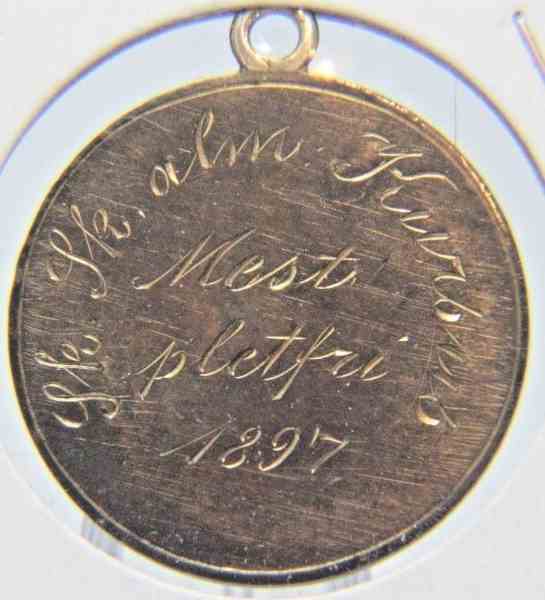 Sk. Sk. alm:
Mest
pletfri
1897